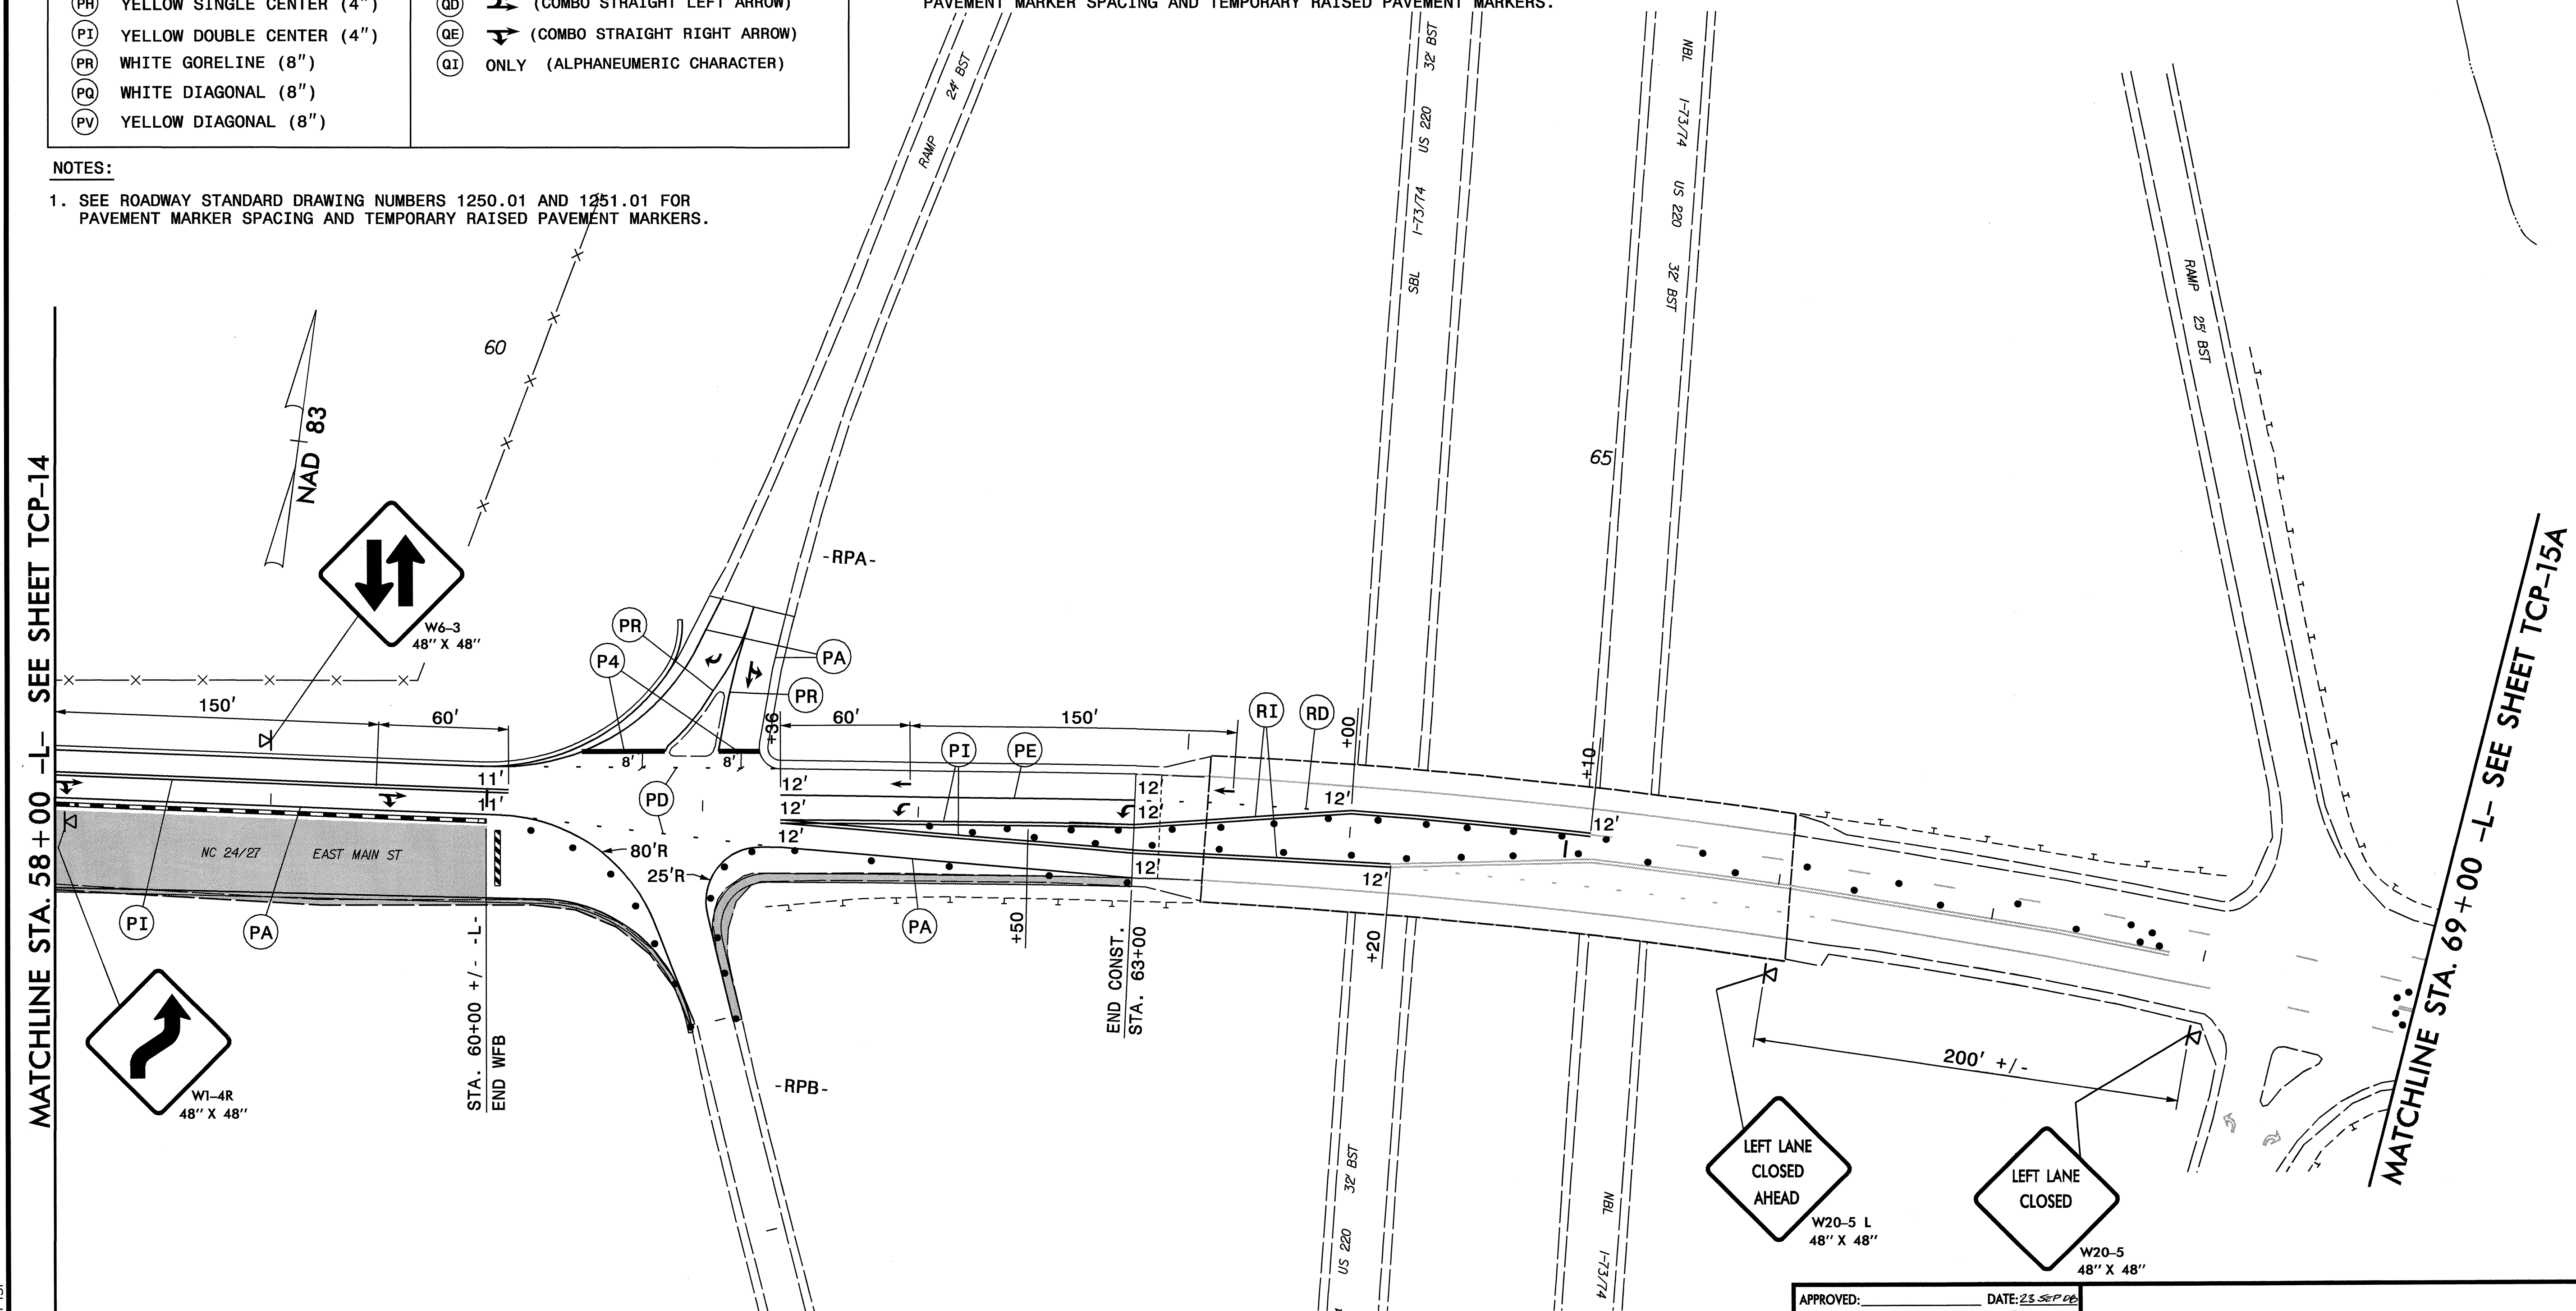 PH YELLOW SINGLE CENTER (4")
PI YELLOW DOUBLE CENTER (4")
PR WHITE GORELINE (8")
PQ WHITE DIAGONAL (8")
PV YELLOW DIAGONAL (8")
QD (COMBO STRAIGHT LEFT ARROW)
QE (COMBO STRAIGHT RIGHT ARROW)
QI ONLY (ALPHANEUMERIC CHARACTER)
PAVEMENT MARKER SPACING AND TEMPORARY RAISED PAVEMENT MARKERS.
NOTES:
1. SEE ROADWAY STANDARD DRAWING NUMBERS 1250.01 AND 1251.01 FOR
PAVEMENT MARKER SPACING AND TEMPORARY RAISED PAVEMENT MARKERS.
24' BST
RAMP
32' BST
US 220
I-73/74
SBL
NBL
I-73/74
US 220
32' BST
RAMP 25' BST
60
65
NAD 83
MATCHLINE STA. 58+00 -L- SEE SHEET TCP-14
W6-3
48" X 48"
-RPA-
PR
P4
PA
PR
150'
60'
+36
60'
150'
RI
RD
+00
+10
8'
8'
PI
PE
PD
11'
11'
12'
12'
12'
12'
12'
12'
12'
12'
12'
NC 24/27 EAST MAIN ST
80'R
25'R
PI
PA
PA
+50
+20
STA. 60+00 +/- -L-
END WFB
END CONST.
STA. 63+00
W1-4R
48" X 48"
-RPB-
32' BST
US 220
NBL
I-73/74
200' +/-
LEFT LANE
CLOSED
AHEAD
W20-5 L
48" X 48"
LEFT LANE
CLOSED
W20-5
48" X 48"
MATCHLINE STA. 69+00 -L- SEE SHEET TCP-15A
APPROVED: DATE: 23 SEP 06